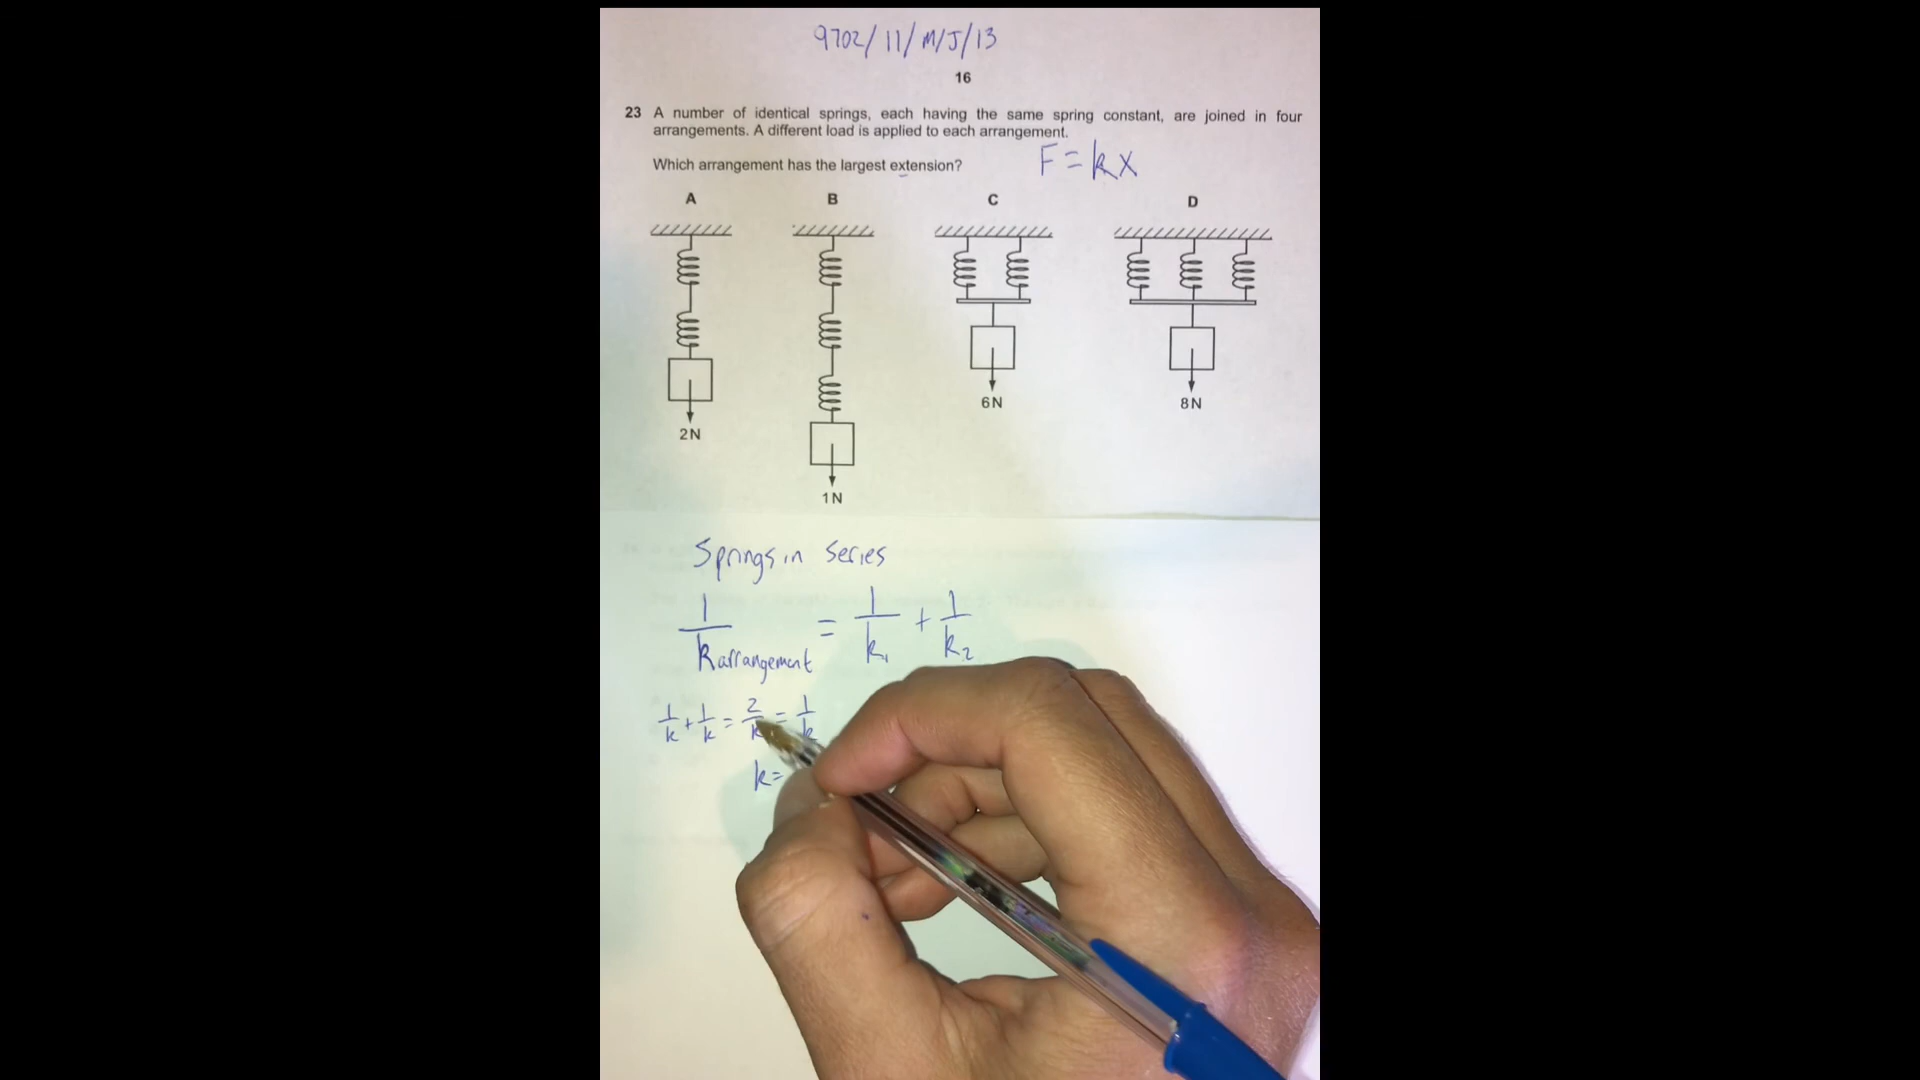 9702/11/M/J/13
16
23 A number of identical springs, each having the same spring constant, are joined in four
arrangements. A different load is applied to each arrangement.
Which arrangement has the largest extension?
F = kx
A B C D
2N
1N
6N
8N
Springs in series
1/k arrangement = 1/k₁ + 1/k₂
1/k + 1/k = 2/k = 1/k
k =